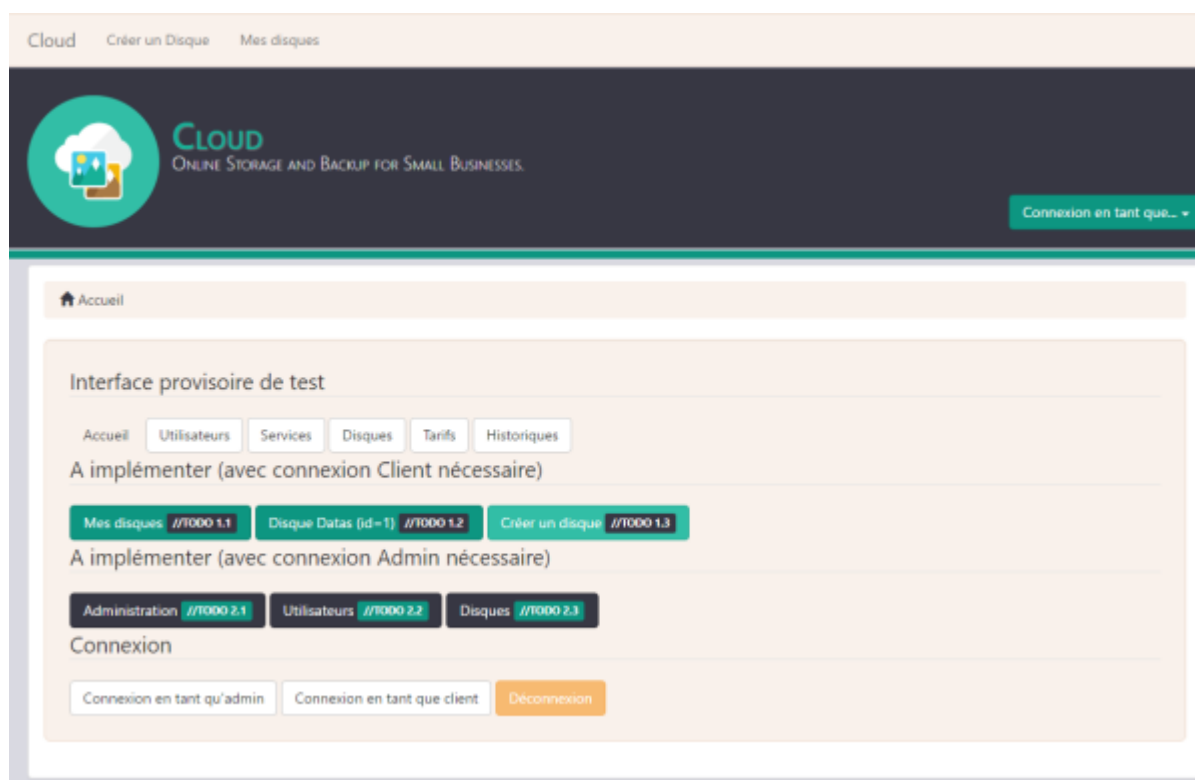 Cloud Créer un Disque Mes disques
Cloud
Online Storage and Backup for Small Businesses.
Connexion en tant que...
Accueil
Interface provisoire de test
Accueil Utilisateurs Services Disques Tarifs Historiques
A implémenter (avec connexion Client nécessaire)
Mes disques //TODO 1.1 Disque Datas (id=1) //TODO 1.2 Créer un disque //TODO 1.3
A implémenter (avec connexion Admin nécessaire)
Administration //TODO 2.1 Utilisateurs //TODO 2.2 Disques //TODO 2.3
Connexion
Connexion en tant qu'admin Connexion en tant que client Déconnexion